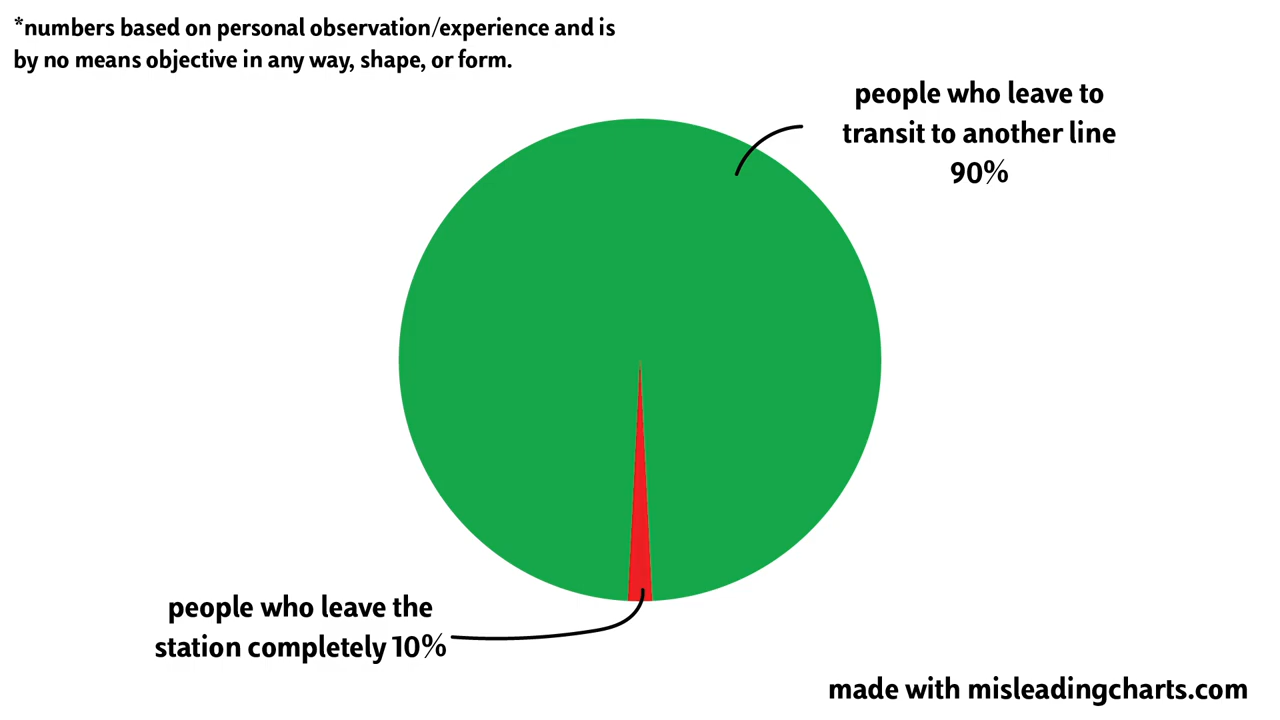 *numbers based on personal observation/experience and is
by no means objective in any way, shape, or form.
people who leave to
transit to another line
90%
people who leave the
station completely 10%
made with misleadingcharts.com